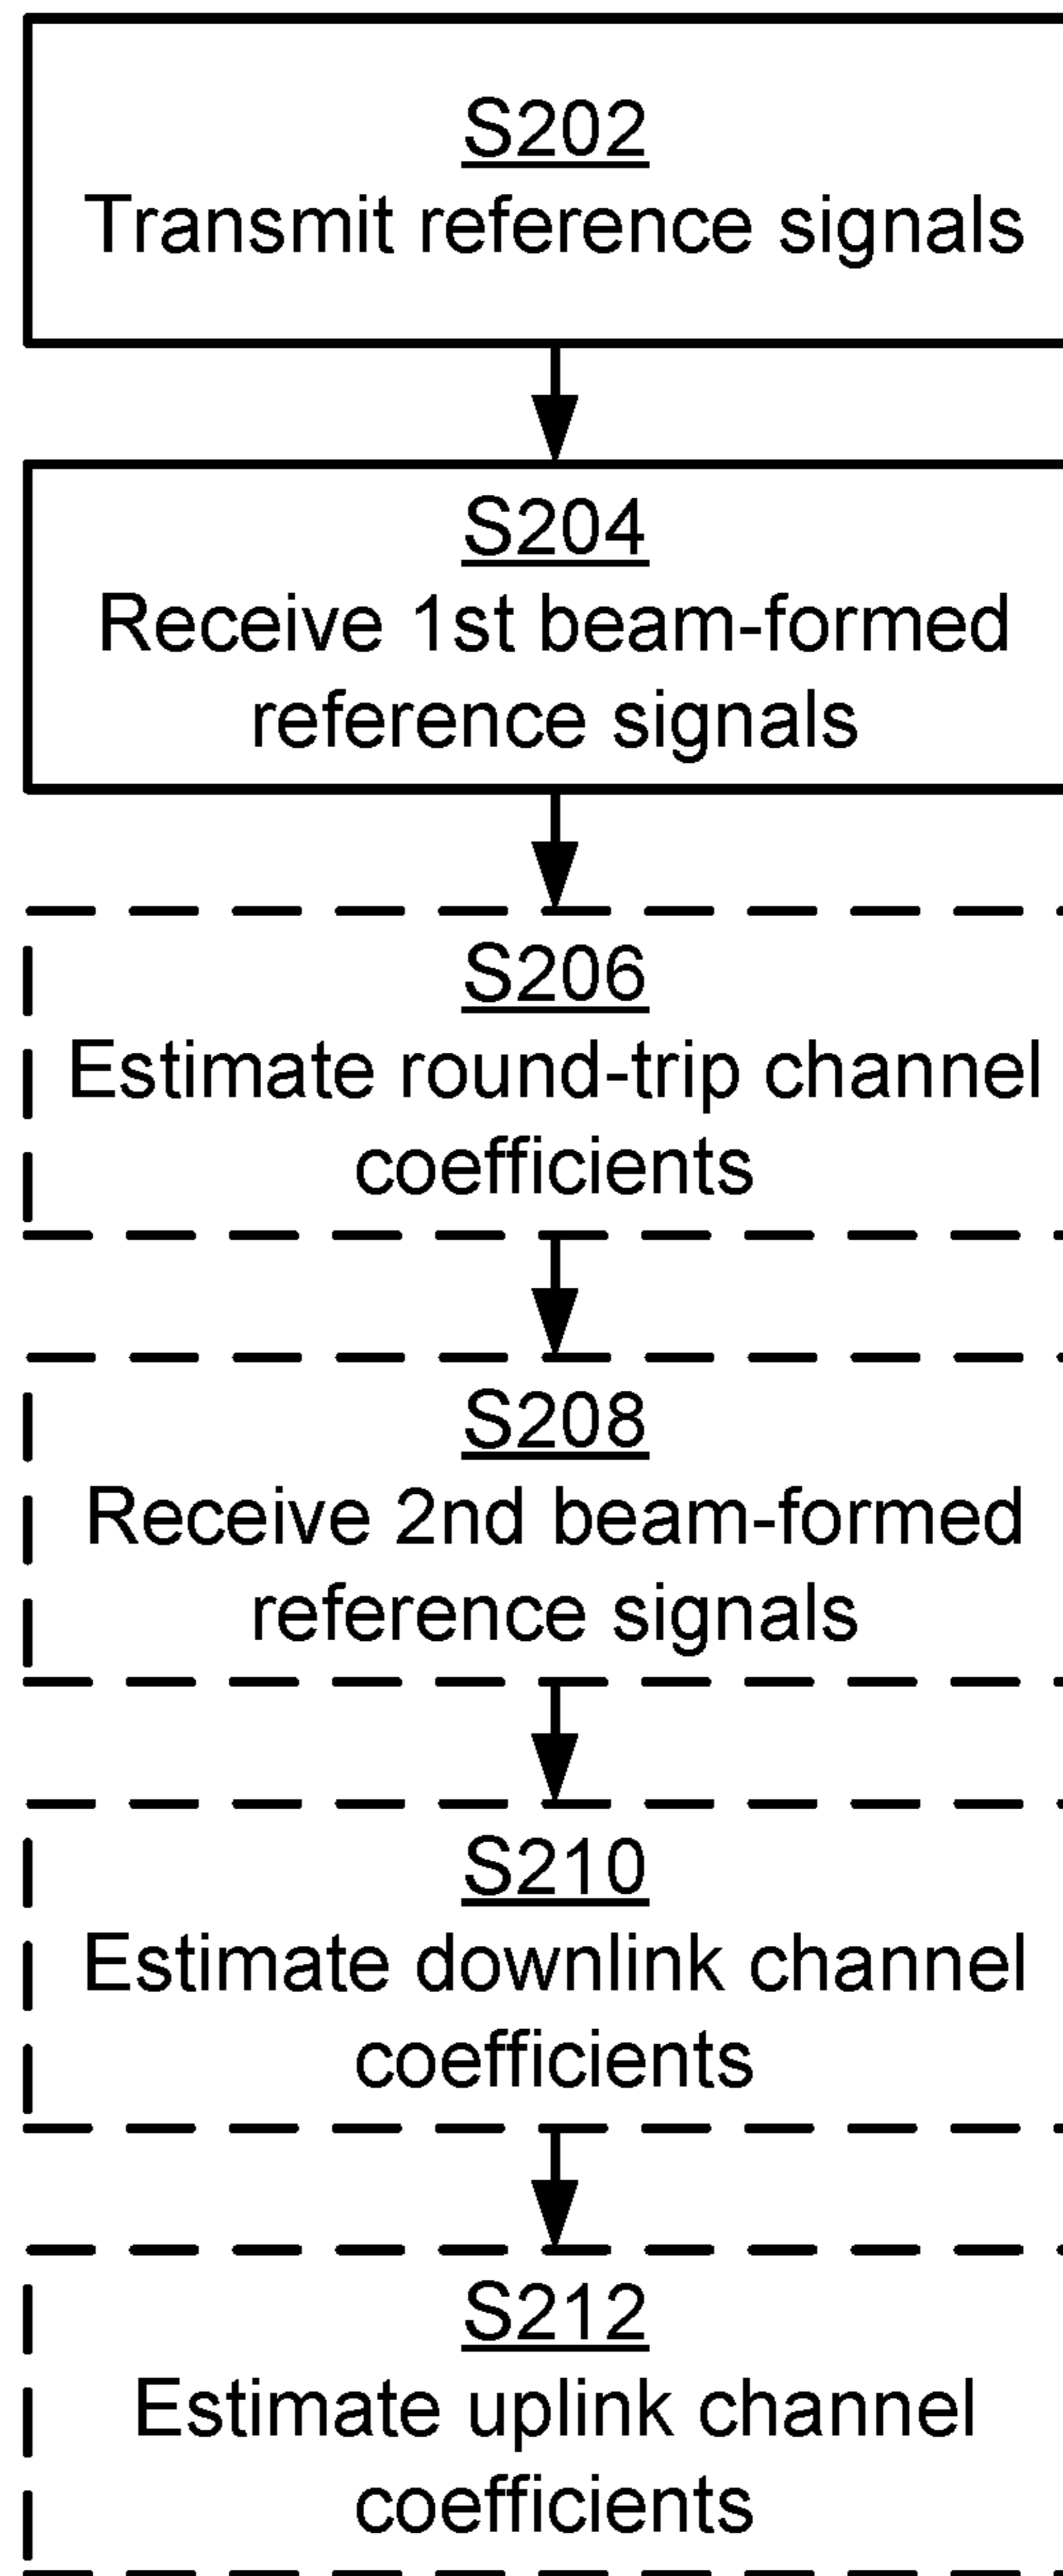 S202
Transmit reference signals
S204
Receive 1st beam-formed
reference signals
S206
Estimate round-trip channel
coefficients
S208
Receive 2nd beam-formed
reference signals
S210
Estimate downlink channel
coefficients
S212
Estimate uplink channel
coefficients